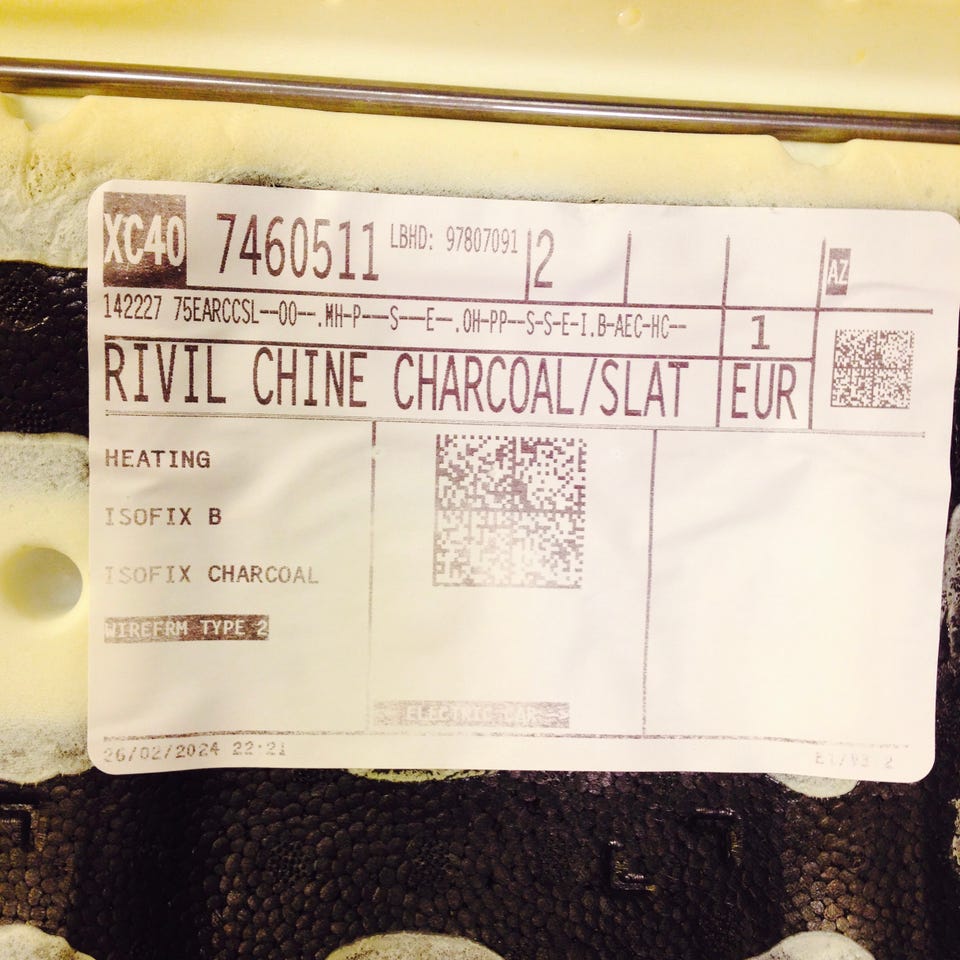 XC40 7460511 LBHD: 97807091 2 AZ
142227 75EARCCSL--OO--.MH-P---S---E--.OH-PP--S-S-E-I.B-AEC-HC-- 1
RIVIL CHINE CHARCOAL/SLAT EUR
HEATING
ISOFIX B
ISOFIX CHARCOAL
WIREFRM TYPE 2
ELECTRIC CAR
26/02/2024 22:21